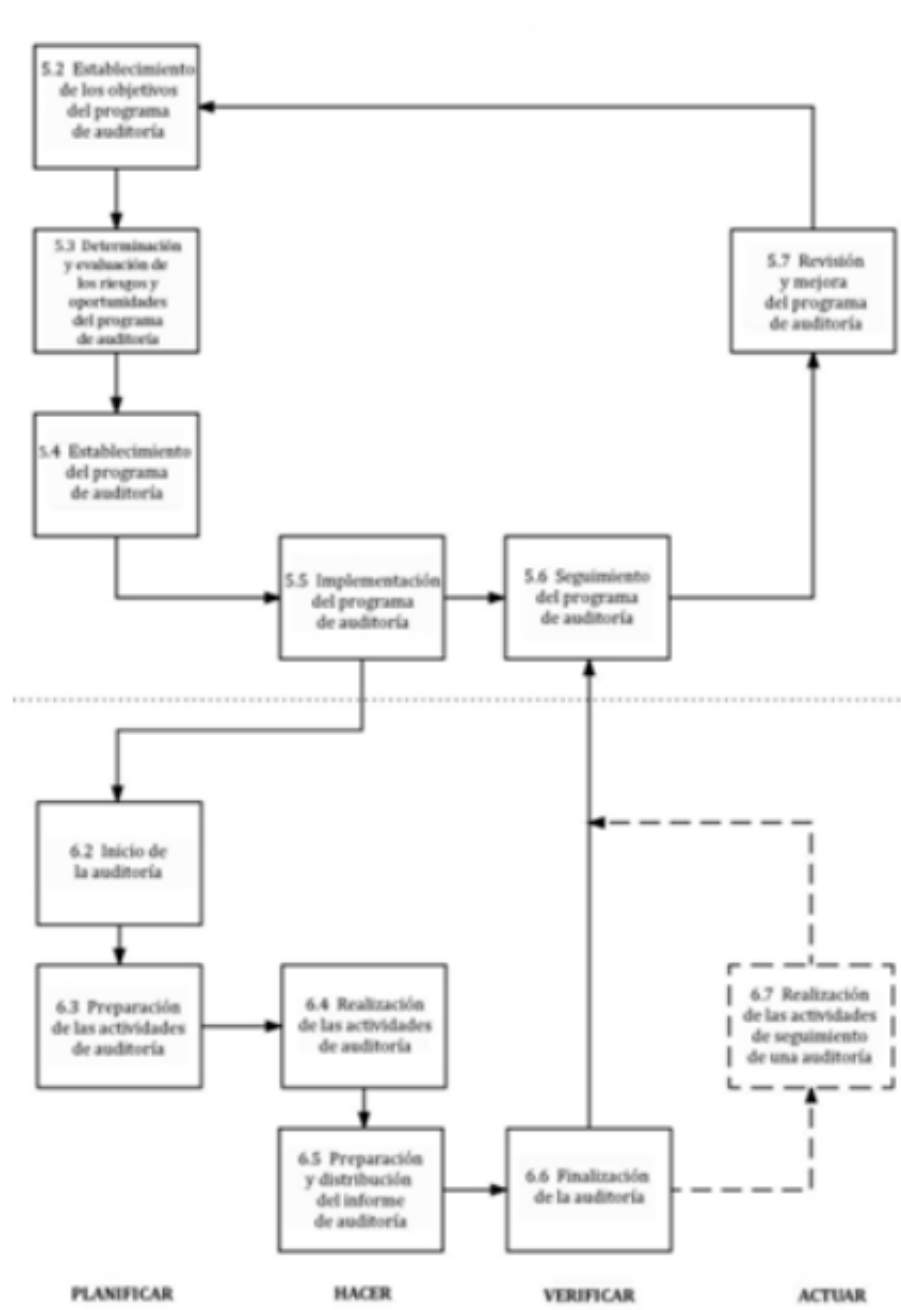 5.2 Establecimiento
de los objetivos
del programa
de auditoría
5.3 Determinación
y evaluación de
los riesgos y
oportunidades
del programa
de auditoría
5.7 Revisión
y mejora
del programa
de auditoría
5.4 Establecimiento
del programa
de auditoría
5.5 Implementación
del programa
de auditoría
5.6 Seguimiento
del programa
de auditoría
6.2 Inicio de
la auditoría
6.3 Preparación
de las actividades
de auditoría
6.4 Realización
de las actividades
de auditoría
6.7 Realización
de las actividades
de seguimiento
de una auditoría
6.5 Preparación
y distribución
del informe
de auditoría
6.6 Finalización
de la auditoría
PLANIFICAR
HACER
VERIFICAR
ACTUAR